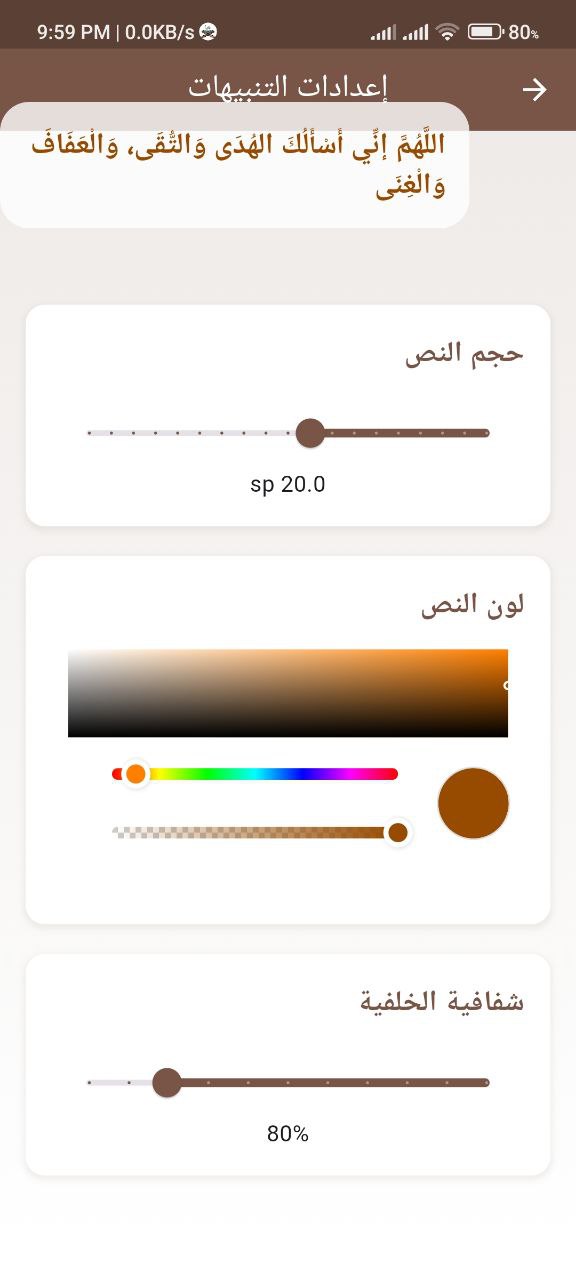 9:59 PM | 0.0KB/s
80%
إعدادات التنبيهات
اللَّهُمَّ إنِّي أَسْأَلُكَ الهُدَى وَالتُّقَى، وَالْعَفَافَ
وَالْغِنَى
حجم النص
sp 20.0
لون النص
شفافية الخلفية
80%